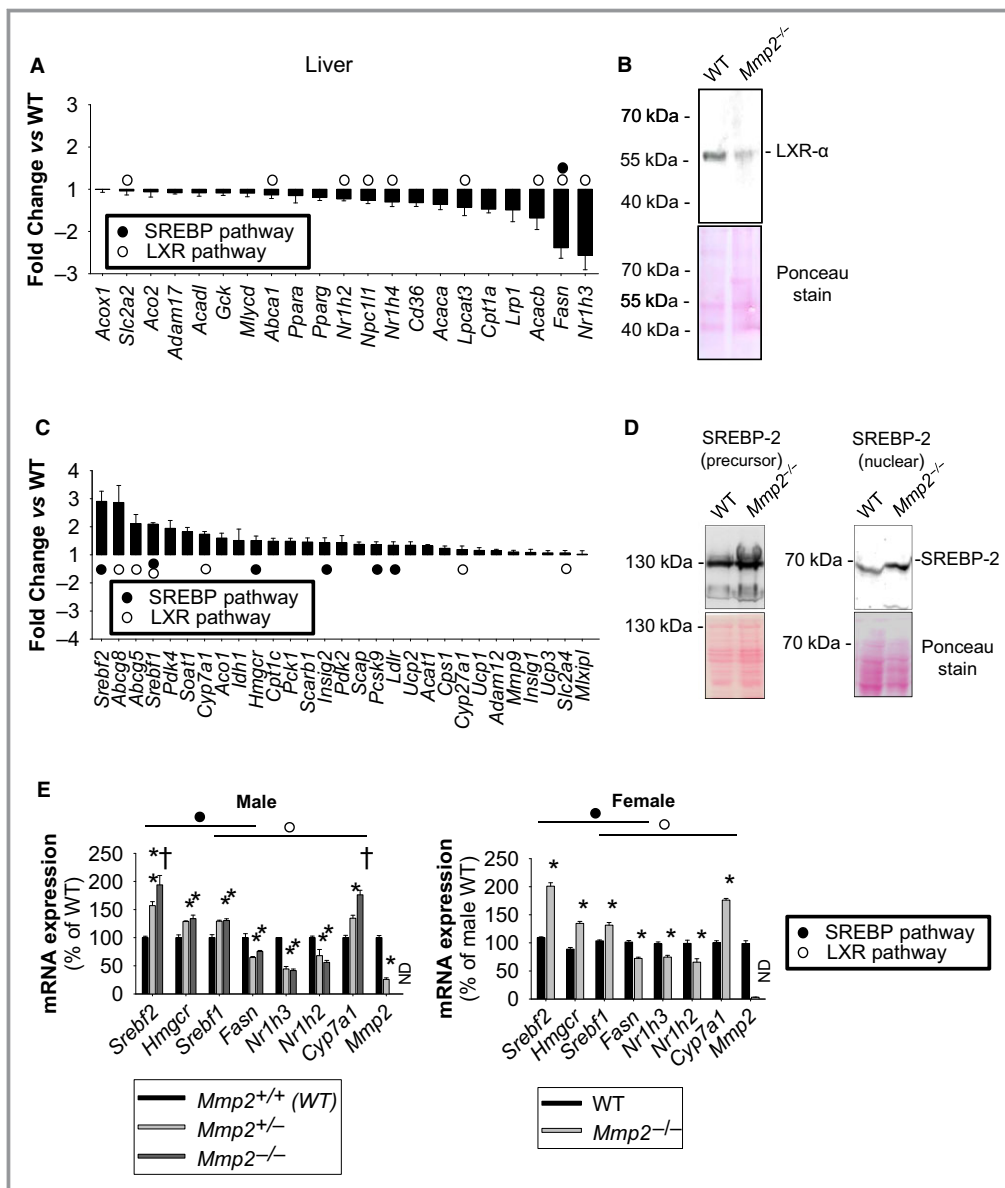 A
Liver
Fold Change vs WT
3
2
1
–2
–3
SREBP pathway
LXR pathway
Acox1
Slc2a2
Aco2
Adam17
Acadl
Gck
Mlycd
Abca1
Ppara
Pparg
Nr1h2
Npc1l1
Nr1h4
Cd36
Acaca
Lpcat3
Cpt1a
Lrp1
Acacb
Fasn
Nr1h3
B
WT
Mmp2–/–
70 kDa -
55 kDa -
40 kDa -
- LXR-α
70 kDa -
55 kDa -
40 kDa -
Ponceau
stain
C
Fold Change vs WT
4
3
2
1
–2
–3
–4
SREBP pathway
LXR pathway
Srebf2
Abcg8
Abcg5
Srebf1
Pdk4
Soat1
Cyp7a1
Aco1
Idh1
Hmgcr
Cpt1c
Pck1
Scarb1
Insig2
Pdk2
Scap
Pcsk9
Ldlr
Ucp2
Acat1
Cps1
Cyp27a1
Ucp1
Adam12
Mmp9
Insig1
Ucp3
Slc2a4
Mlxipl
D
SREBP-2
(precursor)
SREBP-2
(nuclear)
WT
Mmp2–/–
WT
Mmp2–/–
130 kDa -
70 kDa -
-SREBP-2
130 kDa -
70 kDa -
Ponceau
stain
E
Male
mRNA expression
(% of WT)
250
200
150
100
50
0
* * † * * * * * * * * * * * † * ND
Srebf2
Hmgcr
Srebf1
Fasn
Nr1h3
Nr1h2
Cyp7a1
Mmp2
Mmp2+/+ (WT)
Mmp2+/–
Mmp2–/–
Female
mRNA expression
(% of male WT)
250
200
150
100
50
0
* * * * * * * ND
Srebf2
Hmgcr
Srebf1
Fasn
Nr1h3
Nr1h2
Cyp7a1
Mmp2
WT
Mmp2–/–
SREBP pathway
LXR pathway